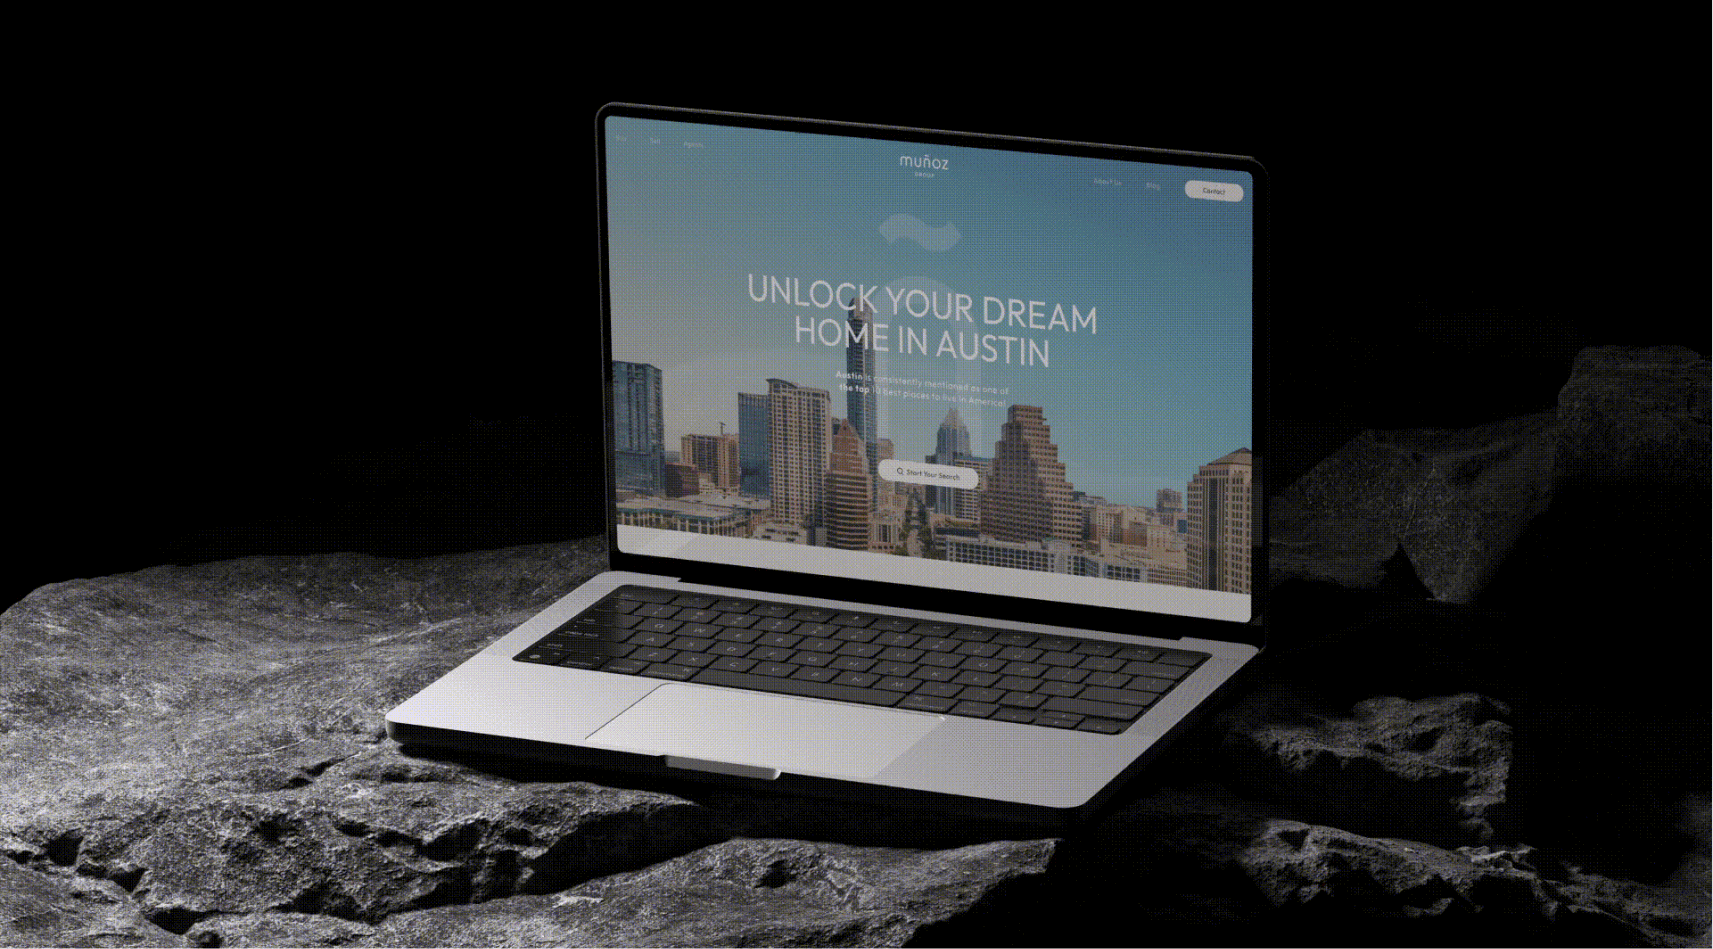 Buy Sell Agents
muñoz
GROUP
About Us Blog Contact
UNLOCK YOUR DREAM
HOME IN AUSTIN
Austin is consistently mentioned as one of
the top 10 best places to live in America!
Start Your Search